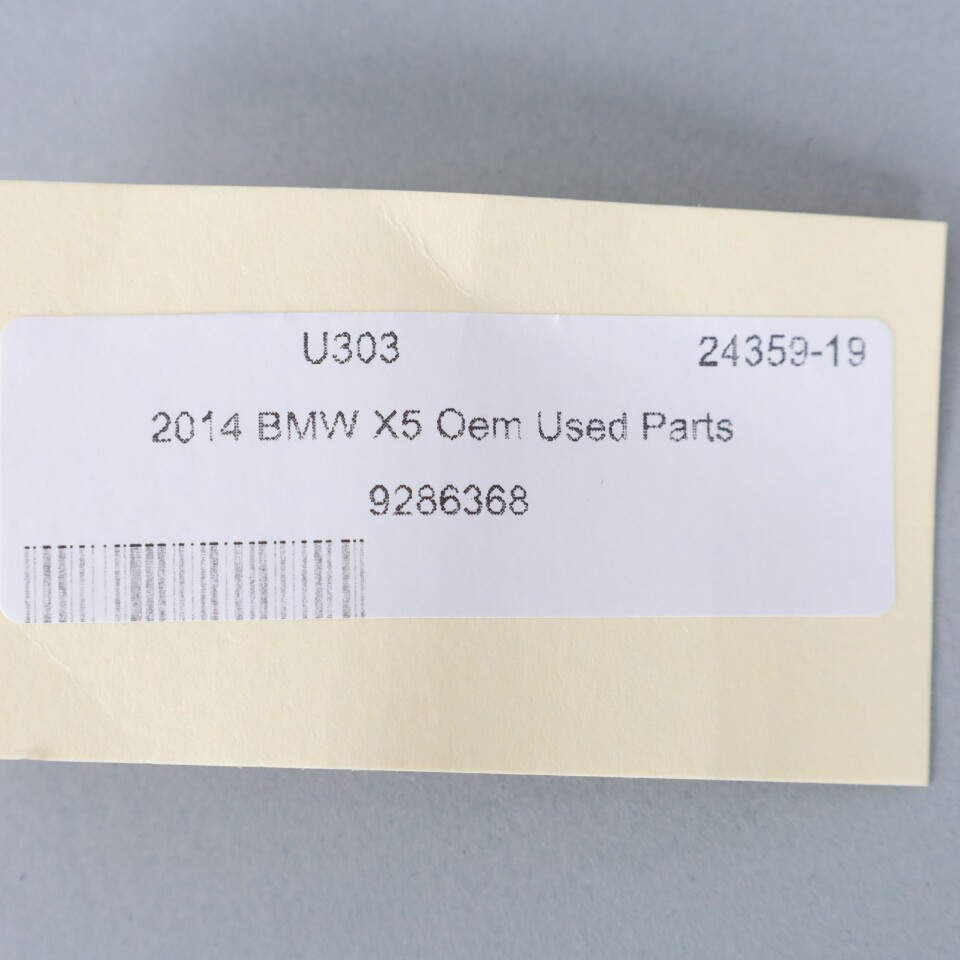 U303 24359-19
2014 BMW X5 Oem Used Parts
9286368